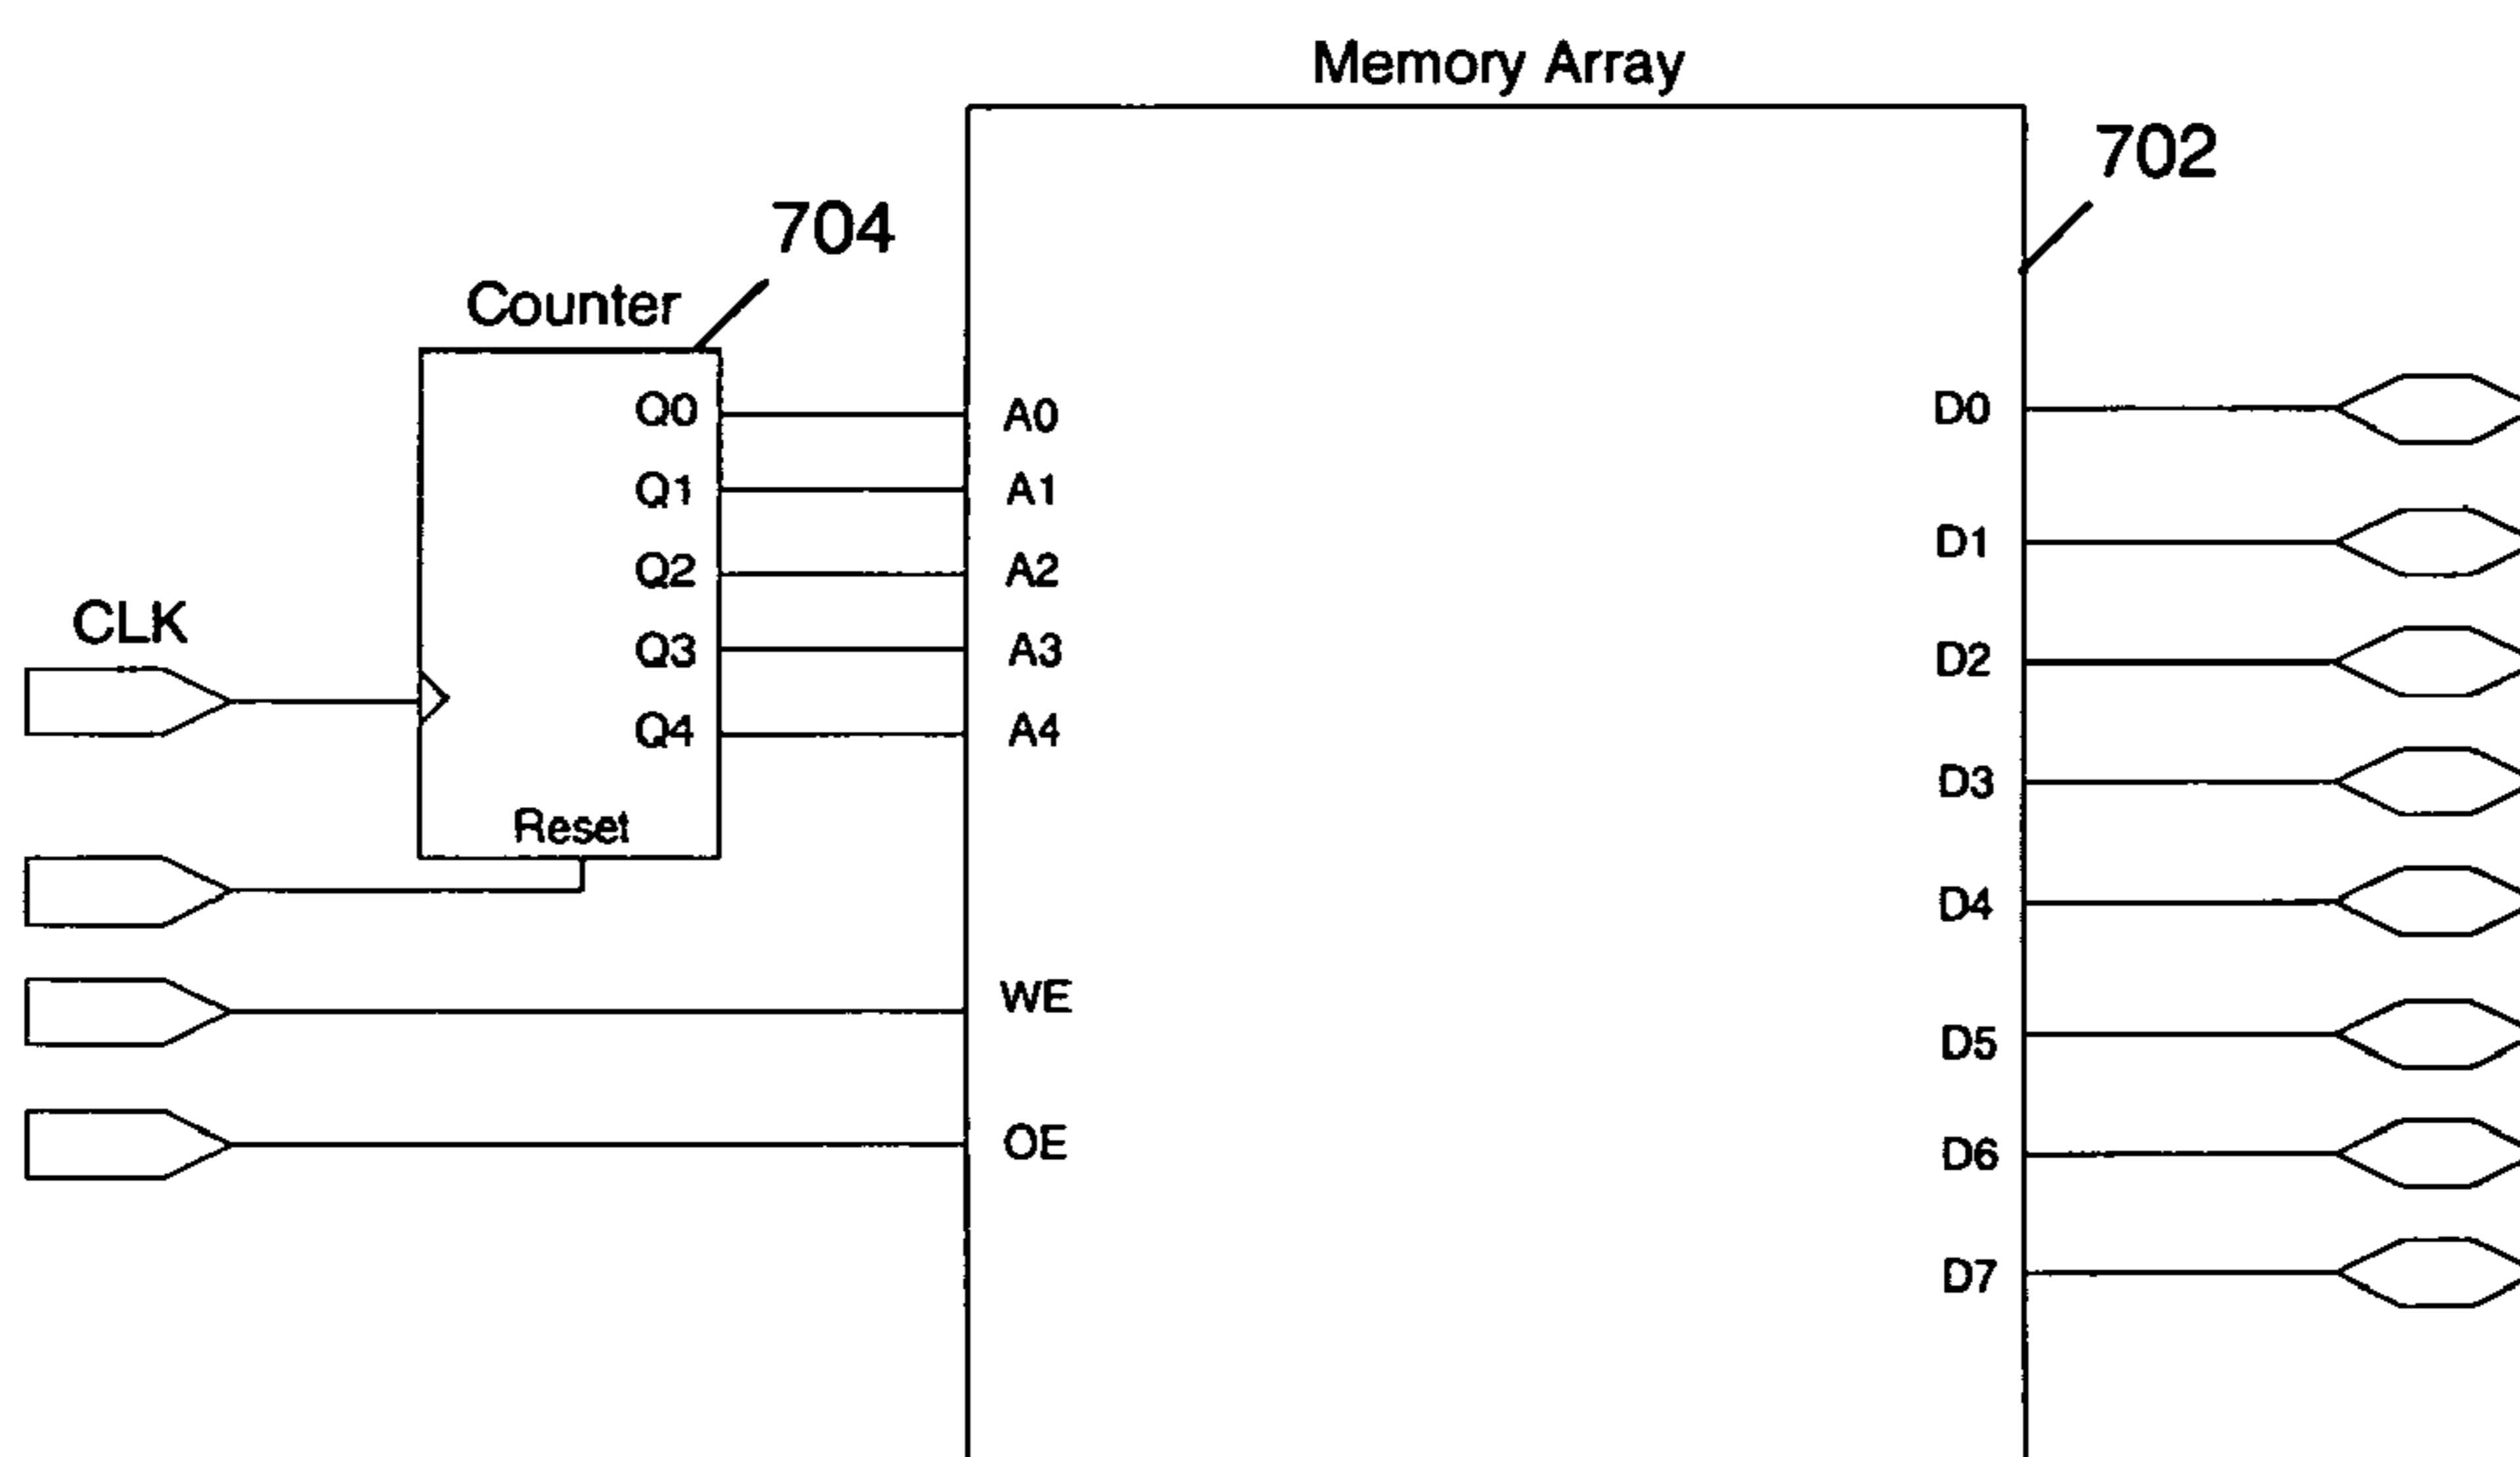 Memory Array
702
704
Counter
Q0
A0
D0
Q1
A1
D1
Q2
A2
CLK
Q3
A3
D2
Q4
A4
D3
Reset
D4
WE
D5
OE
D6
D7